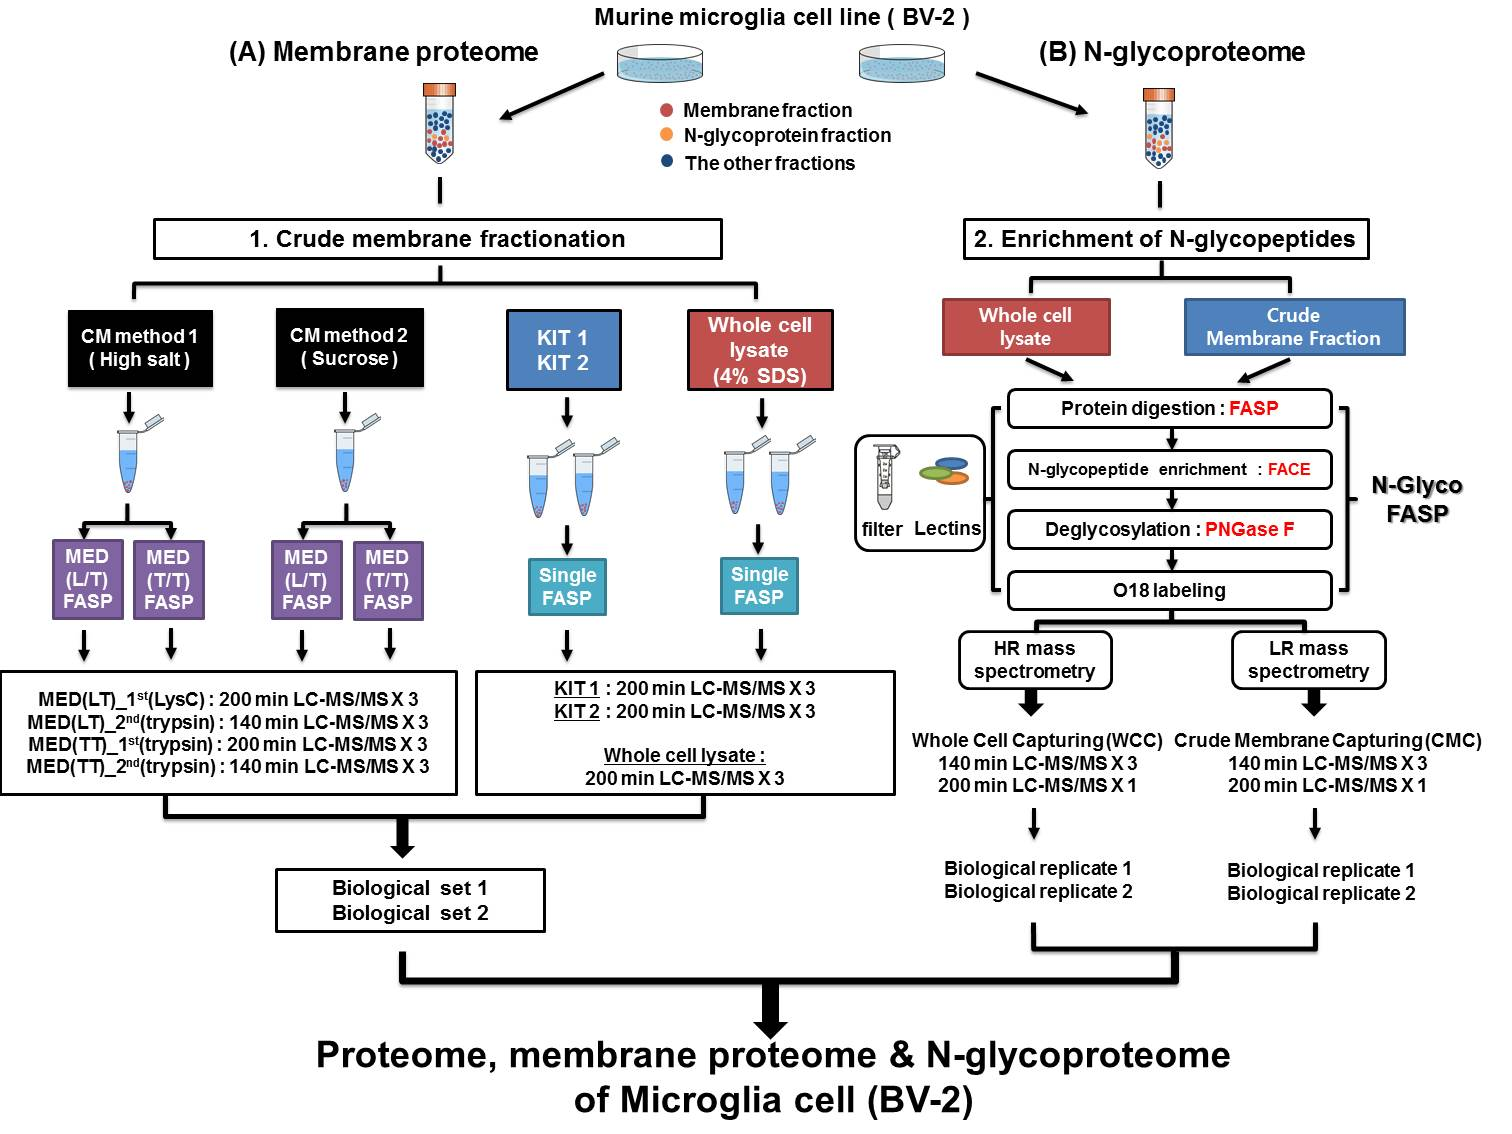 Murine microglia cell line ( BV-2 )
(A) Membrane proteome
(B) N-glycoproteome
Membrane fraction
N-glycoprotein fraction
The other fractions
1. Crude membrane fractionation
CM method 1
( High salt )
CM method 2
( Sucrose )
KIT 1
KIT 2
Whole cell
lysate
(4% SDS)
MED
(L/T)
FASP
MED
(T/T)
FASP
MED
(L/T)
FASP
MED
(T/T)
FASP
Single
FASP
Single
FASP
MED(LT)_1st(LysC) : 200 min LC-MS/MS X 3
MED(LT)_2nd(trypsin) : 140 min LC-MS/MS X 3
MED(TT)_1st(trypsin) : 200 min LC-MS/MS X 3
MED(TT)_2nd(trypsin) : 140 min LC-MS/MS X 3
KIT 1 : 200 min LC-MS/MS X 3
KIT 2 : 200 min LC-MS/MS X 3
Whole cell lysate :
200 min LC-MS/MS X 3
Biological set 1
Biological set 2
2. Enrichment of N-glycopeptides
Whole cell
lysate
Crude
Membrane Fraction
Protein digestion : FASP
N-glycopeptide enrichment : FACE
Deglycosylation : PNGase F
O18 labeling
filter
Lectins
N-Glyco
FASP
HR mass
spectrometry
LR mass
spectrometry
Whole Cell Capturing (WCC)
140 min LC-MS/MS X 3
200 min LC-MS/MS X 1
Crude Membrane Capturing (CMC)
140 min LC-MS/MS X 3
200 min LC-MS/MS X 1
Biological replicate 1
Biological replicate 2
Biological replicate 1
Biological replicate 2
Proteome, membrane proteome & N-glycoproteome
of Microglia cell (BV-2)